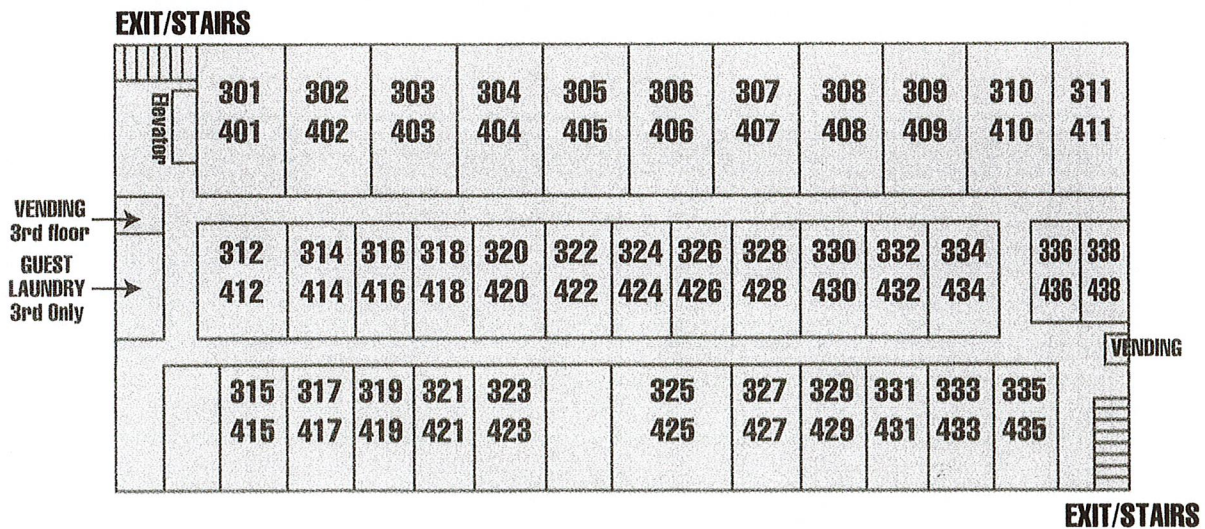 EXIT/STAIRS
301 302 303 304 305 306 307 308 309 310 311
Elevator
401 402 403 404 405 406 407 408 409 410 411
VENDING
3rd floor
GUEST
LAUNDRY
3rd Only
312 314 316 318 320 322 324 326 328 330 332 334 336 338
412 414 416 418 420 422 424 426 428 430 432 434 436 438
VENDING
315 317 319 321 323 325 327 329 331 333 335
415 417 419 421 423 425 427 429 431 433 435
EXIT/STAIRS